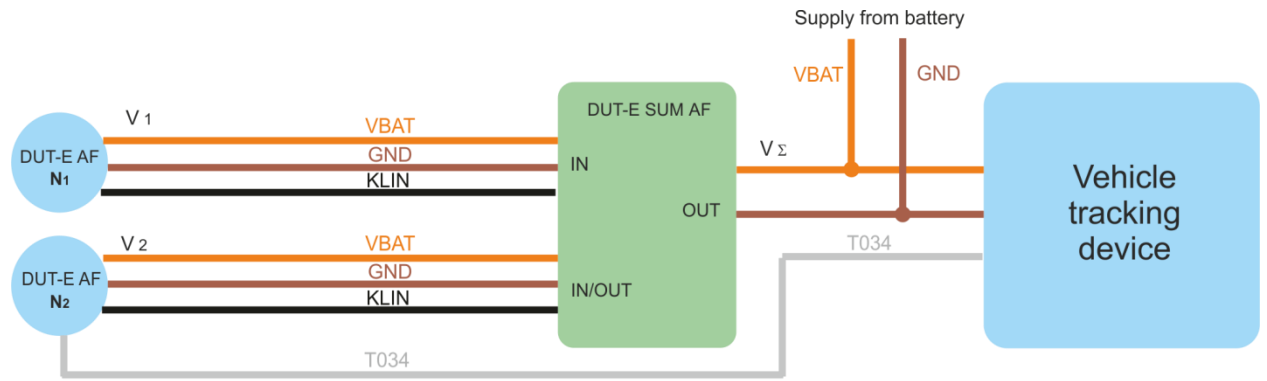 Supply from battery
VBAT
GND
V 1
VBAT
GND
KLIN
DUT-E AF
N1
DUT-E SUM AF
IN
OUT
IN/OUT
V Σ
Vehicle
tracking
device
V 2
VBAT
GND
KLIN
DUT-E AF
N2
T034
T034